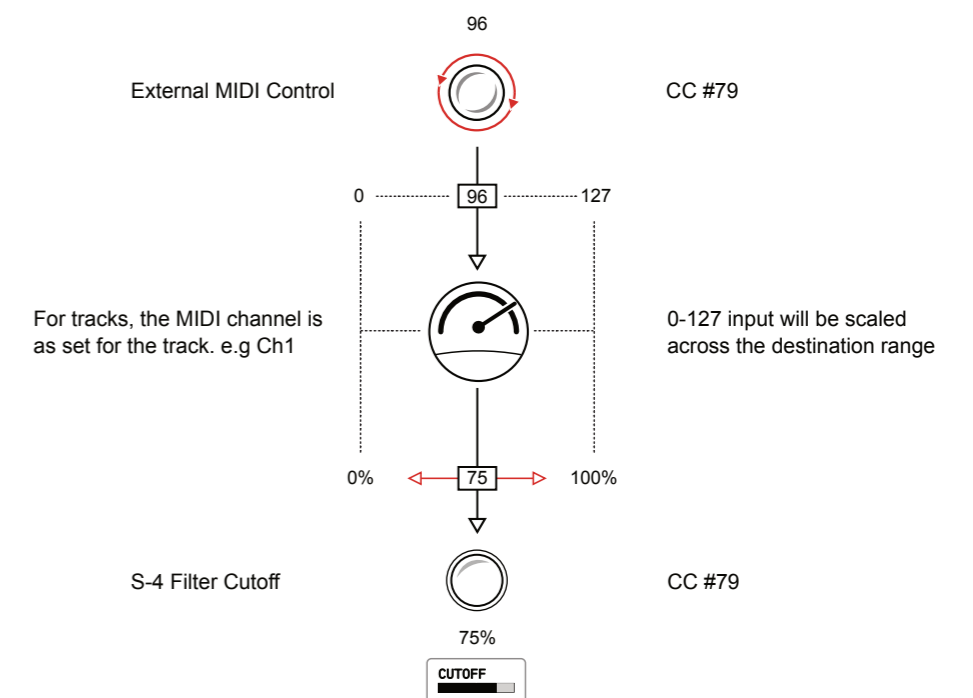 96
External MIDI Control
CC #79
0
96
127
For tracks, the MIDI channel is
as set for the track. e.g Ch1
0-127 input will be scaled
across the destination range
0%
75
100%
S-4 Filter Cutoff
CC #79
75%
CUTOFF